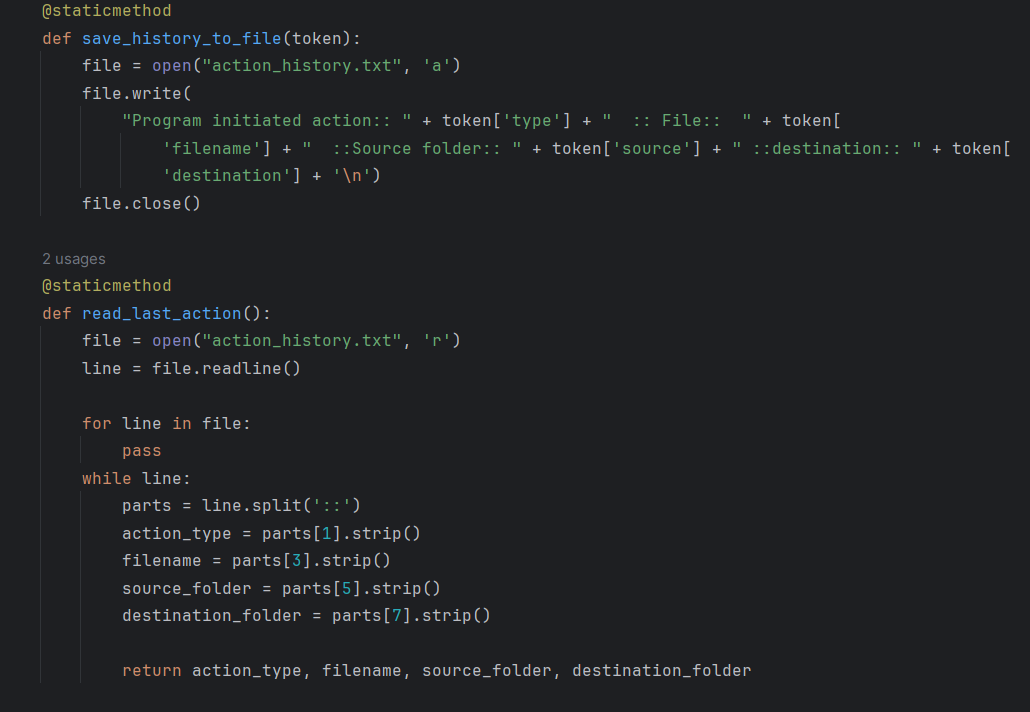 @staticmethod
def save_history_to_file(token):
    file = open("action_history.txt", 'a')
    file.write(
        "Program initiated action:: " + token['type'] + "  :: File::  " + token[
            'filename'] + "  ::Source folder:: " + token['source'] + " ::destination:: " + token[
            'destination'] + '\n')
    file.close()
2 usages
@staticmethod
def read_last_action():
    file = open("action_history.txt", 'r')
    line = file.readline()
    for line in file:
        pass
    while line:
        parts = line.split('::')
        action_type = parts[1].strip()
        filename = parts[3].strip()
        source_folder = parts[5].strip()
        destination_folder = parts[7].strip()
        return action_type, filename, source_folder, destination_folder